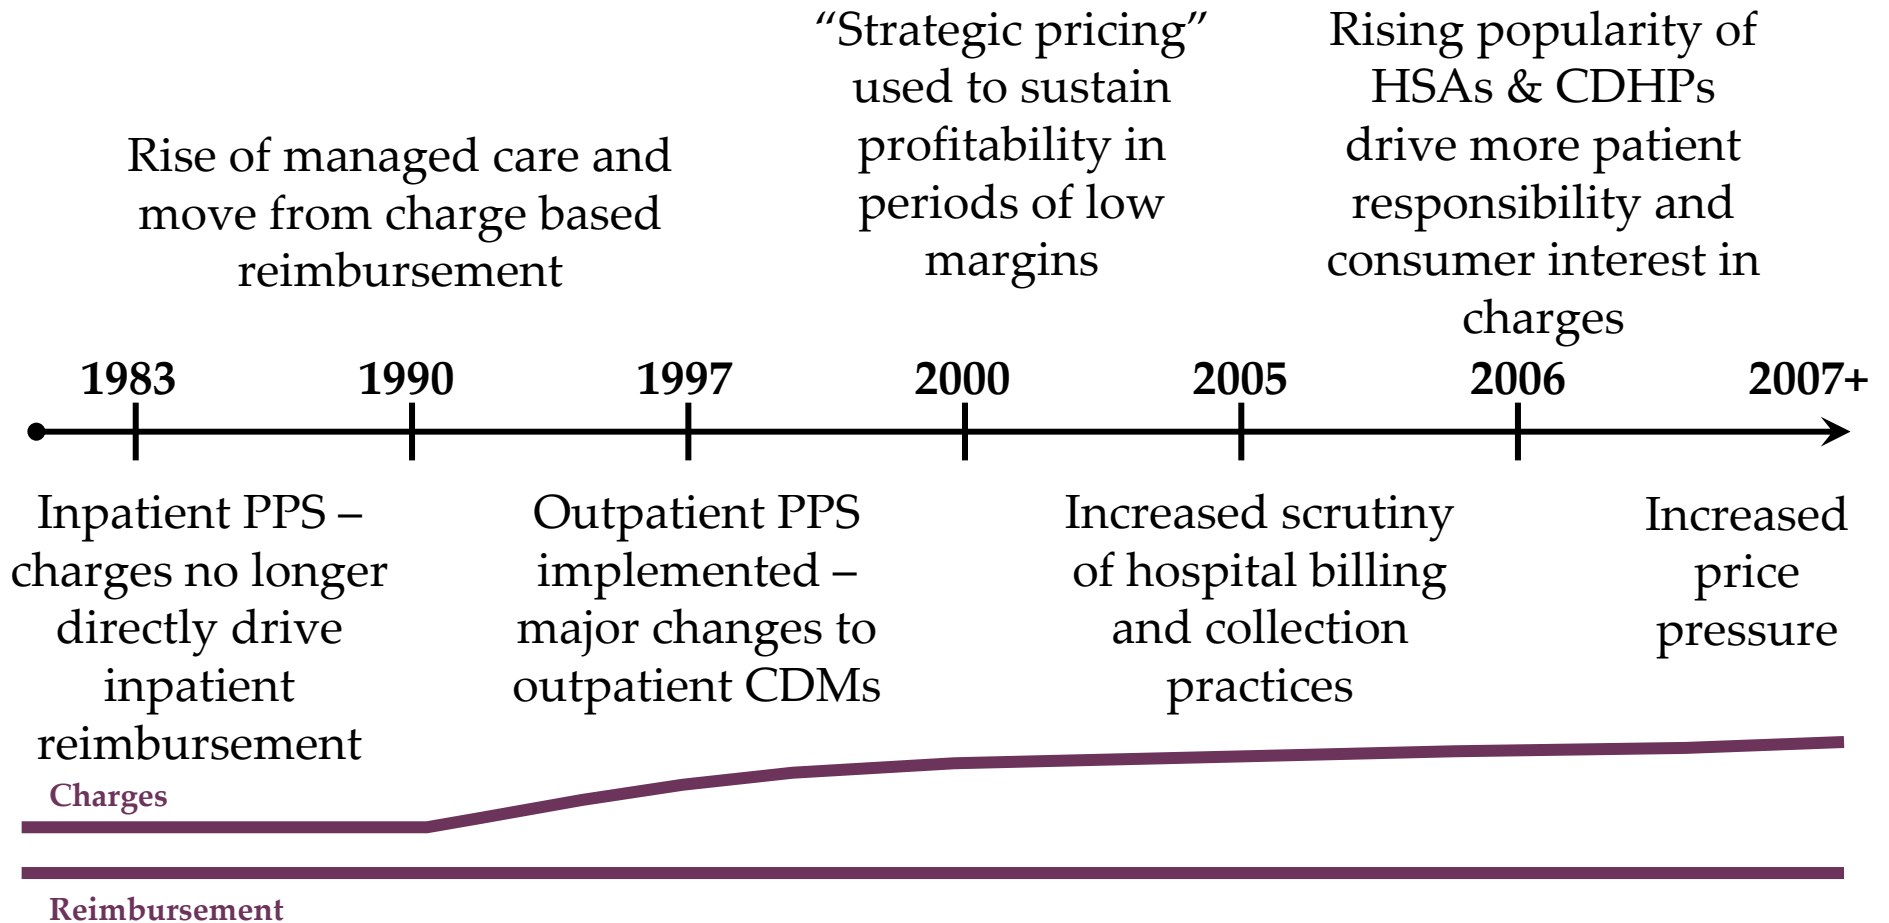 Rise of managed care and
move from charge based
reimbursement
“Strategic pricing”
used to sustain
profitability in
periods of low
margins
Rising popularity of
HSAs & CDHPs
drive more patient
responsibility and
consumer interest in
charges
1983
1990
1997
2000
2005
2006
2007+
Inpatient PPS –
charges no longer
directly drive
inpatient
reimbursement
Outpatient PPS
implemented –
major changes to
outpatient CDMs
Increased scrutiny
of hospital billing
and collection
practices
Increased
price
pressure
Charges
Reimbursement